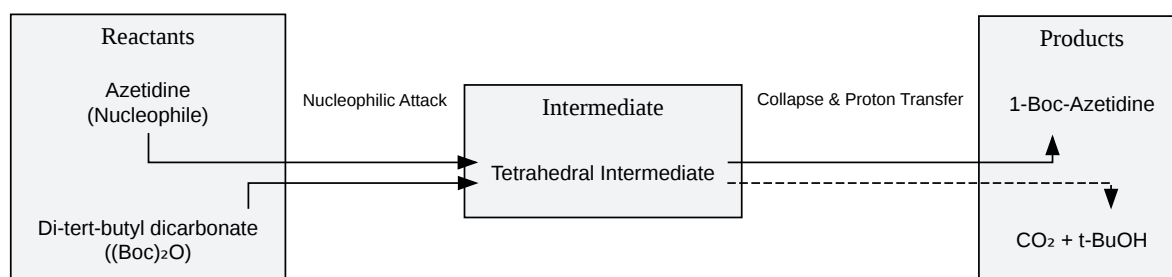 Reactants
Azetidine
(Nucleophile)
Di-tert-butyl dicarbonate
((Boc)₂O)
Nucleophilic Attack
Intermediate
Tetrahedral Intermediate
Collapse & Proton Transfer
Products
1-Boc-Azetidine
CO₂ + t-BuOH